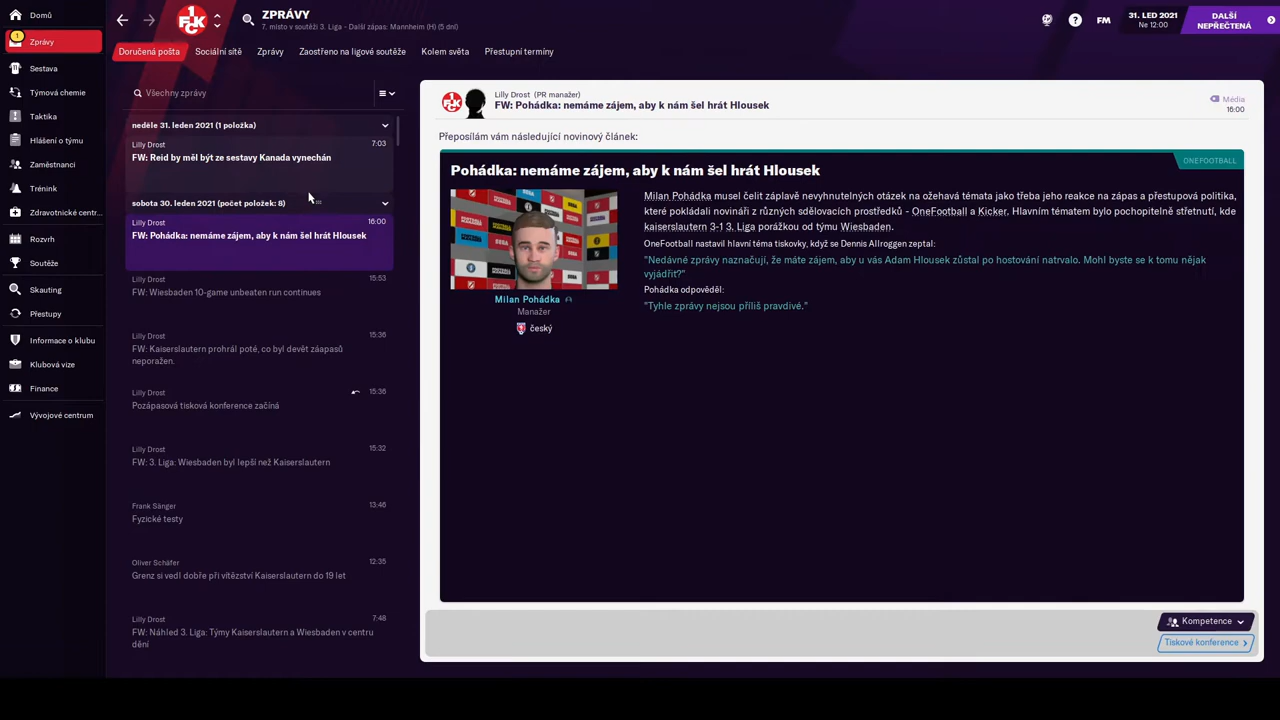 Domů
1
Zprávy
Sestava
Týmová chemie
Taktika
Hlášení o týmu
Zaměstnanci
Trénink
Zdravotnické centr...
Rozvrh
Soutěže
Skauting
Přestupy
Informace o klubu
Klubová vize
Finance
Vývojové centrum
1.
FCK
ZPRÁVY
7. místo v soutěži 3. Liga - Další zápas: Mannheim (H) (5 dní)
?
FM
31. LED 2021
Ne 12:00
DALŠÍ
NEPŘEČTENÁ
Doručená pošta
Sociální sítě
Zprávy
Zaostřeno na ligové soutěže
Kolem světa
Přestupní termíny
Všechny zprávy
neděle 31. leden 2021 (1 položka)
Lilly Drost 7:03
FW: Reid by měl být ze sestavy Kanada vynechán
sobota 30. leden 2021 (počet položek: 8)
Lilly Drost 16:00
FW: Pohádka: nemáme zájem, aby k nám šel hrát Hlousek
Lilly Drost 15:53
FW: Wiesbaden 10-game unbeaten run continues
Lilly Drost 15:36
FW: Kaiserslautern prohrál poté, co byl devět záapasů
neporažen.
Lilly Drost 15:36
Pozápasová tisková konference začíná
Lilly Drost 15:32
FW: 3. Liga: Wiesbaden byl lepší než Kaiserslautern
Frank Sänger 13:46
Fyzické testy
Oliver Schäfer 12:35
Grenz si vedl dobře při vítězství Kaiserslautern do 19 let
Lilly Drost 7:48
FW: Náhled 3. Liga: Týmy Kaiserslautern a Wiesbaden v centru
dění
Lilly Drost (PR manažer)
FW: Pohádka: nemáme zájem, aby k nám šel hrát Hlousek
Média
16:00
Přeposílám vám následující novinový článek:
ONEFOOTBALL
Pohádka: nemáme zájem, aby k nám šel hrát Hlousek
Milan Pohádka
Manažer
český
Milan Pohádka musel čelit záplavě nevyhnutelných otázek na ožehavá témata jako třeba jeho reakce na zápas a přestupová politika,
které pokládali novináři z různých sdělovacích prostředků - OneFootball a Kicker. Hlavním tématem bylo pochopitelně střetnutí, kde
kaiserslautern 3-1 3. Liga porážkou od týmu Wiesbaden.
OneFootball nastavil hlavní téma tiskovky, když se Dennis Allroggen zeptal:
"Nedávné zprávy naznačují, že máte zájem, aby u vás Adam Hlousek zůstal po hostování natrvalo. Mohl byste se k tomu nějak
vyjádřit?"
Pohádka odpověděl:
"Tyhle zprávy nejsou příliš pravdivé."
Kompetence
Tiskové konference